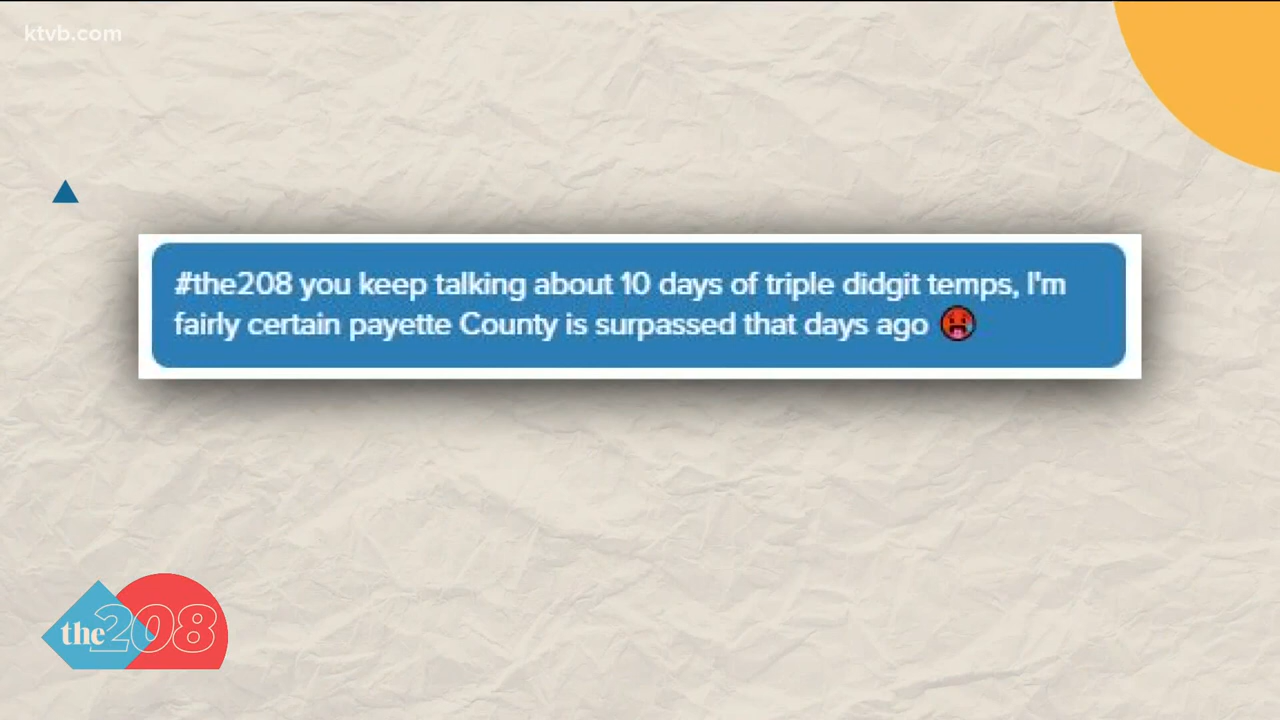 ktvb.com
#the208 you keep talking about 10 days of triple didgit temps, I'm
fairly certain payette County is surpassed that days ago 🥵
the208